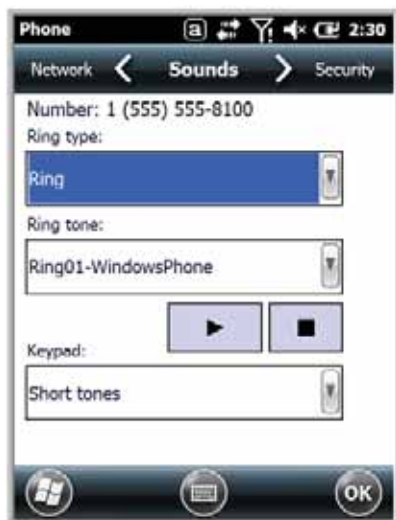 Phone a 2:30
Network Sounds Security
Number: 1 (555) 555-8100
Ring type:
Ring
Ring tone:
Ring01-WindowsPhone
Keypad:
Short tones
OK